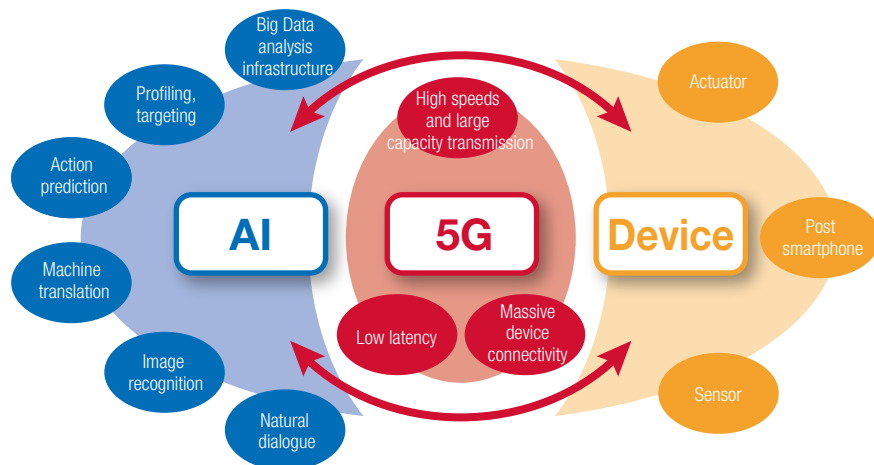 Big Data
analysis
infrastructure
Profiling,
targeting
Action
prediction
Machine
translation
Image
recognition
Natural
dialogue
AI
High speeds
and large
capacity transmission
5G
Low latency
Massive
device
connectivity
Device
Actuator
Post
smartphone
Sensor